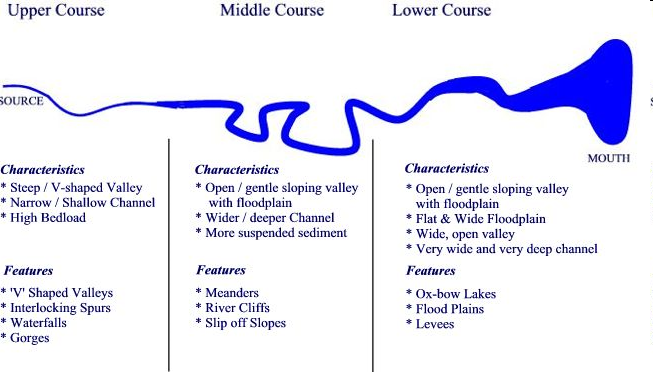 Upper Course
Middle Course
Lower Course
SOURCE
MOUTH
Characteristics
* Steep / V-shaped Valley
* Narrow / Shallow Channel
* High Bedload
Features
* 'V' Shaped Valleys
* Interlocking Spurs
* Waterfalls
* Gorges
Characteristics
* Open / gentle sloping valley
with floodplain
* Wider / deeper Channel
* More suspended sediment
Features
* Meanders
* River Cliffs
* Slip off Slopes
Characteristics
* Open / gentle sloping valley
with floodplain
* Flat & Wide Floodplain
* Wide, open valley
* Very wide and very deep channel
Features
* Ox-bow Lakes
* Flood Plains
* Levees